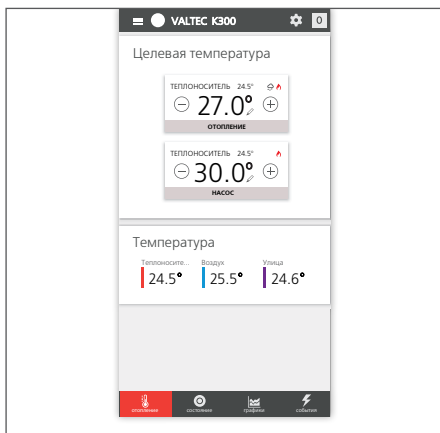 VALTEC K300 0
Целевая температура
ТЕПЛОНОСИТЕЛЬ 24.5°
27.0°
ОТОПЛЕНИЕ
ТЕПЛОНОСИТЕЛЬ 24.5°
30.0°
НАСОС
Температура
Теплоносите... Воздух Улица
24.5° 25.5° 24.6°
отопление состояние графики события